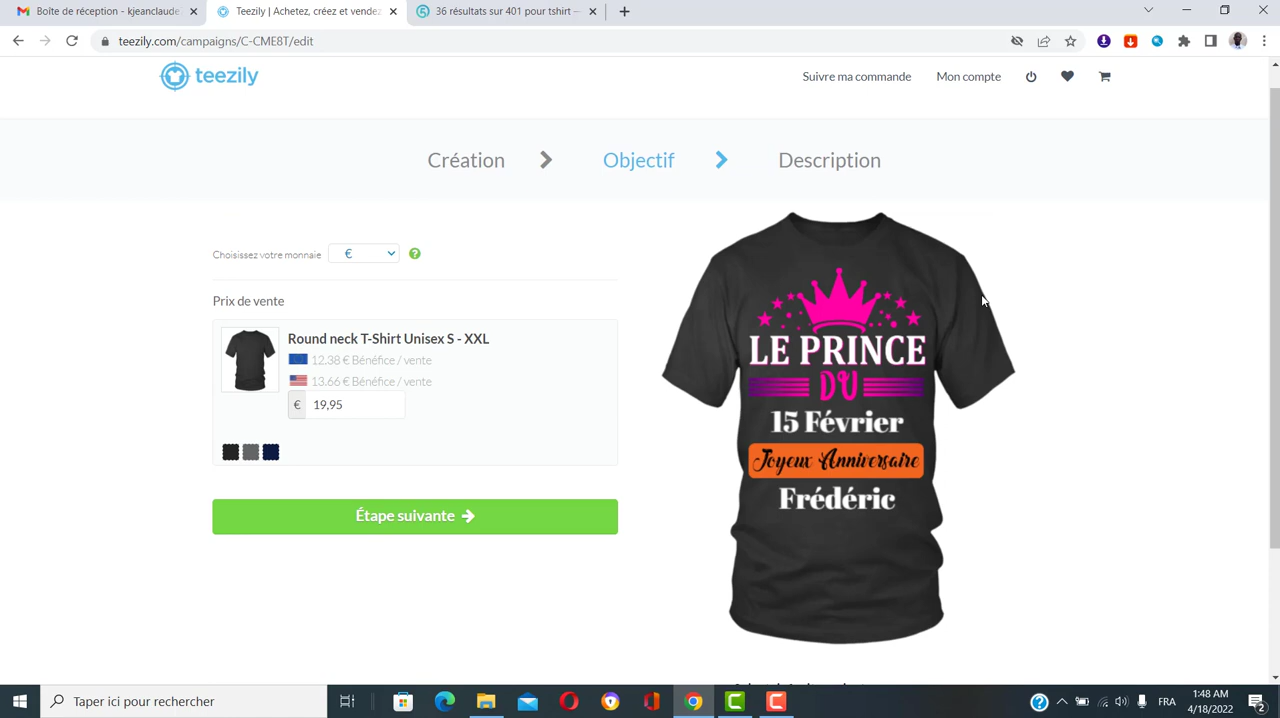 Boîte de réception - kjeanclaude
Teezily | Achetez, créez et vendez
36 résultats sur 401 pour tshirt —
teezily.com/campaigns/C-CME8T/edit
teezily
Suivre ma commande
Mon compte
Création
Objectif
Description
Choisissez votre monnaie
€
Prix de vente
Round neck T-Shirt Unisex S - XXL
12.38 € Bénéfice / vente
13.66 € Bénéfice / vente
€ 19,95
Étape suivante
LE PRINCE
DU
15 Février
Joyeux Anniversaire
Frédéric
Taper ici pour rechercher
FRA
1:48 AM
4/18/2022
2